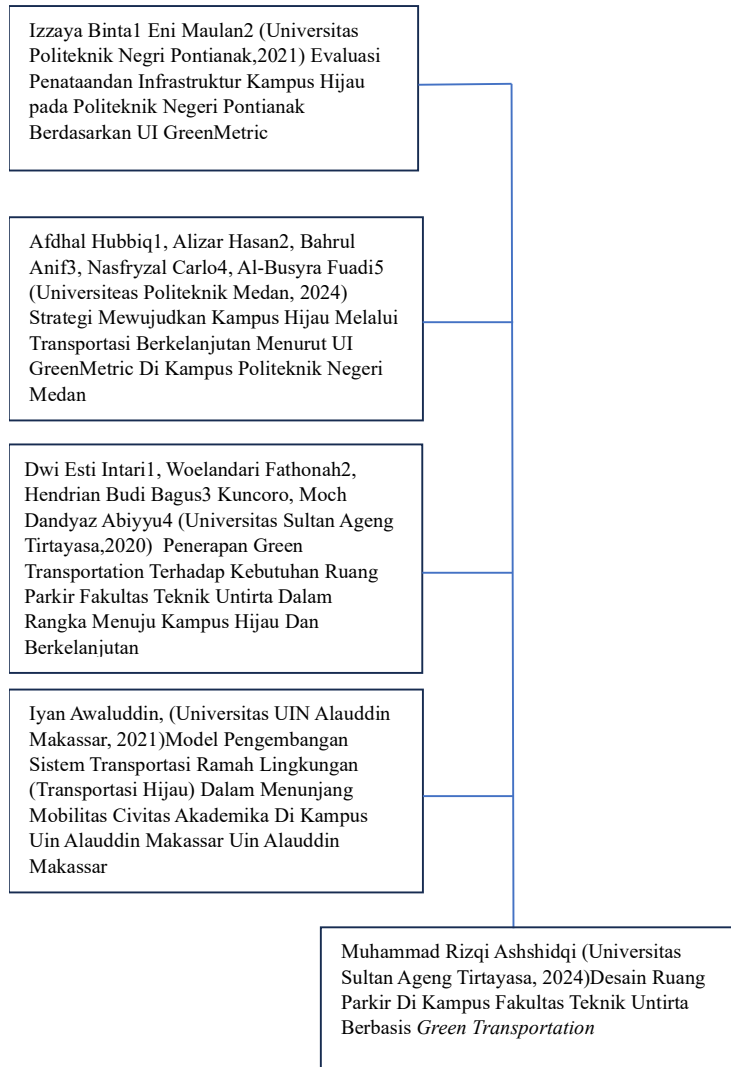 Izzaya Binta1 Eni Maulan2 (Universitas
Politeknik Negri Pontianak,2021) Evaluasi
Penataandan Infrastruktur Kampus Hijau
pada Politeknik Negeri Pontianak
Berdasarkan UI GreenMetric
Afdhal Hubbiq1, Alizar Hasan2, Bahrul
Anif3, Nasfryzal Carlo4, Al-Busyra Fuadi5
(Universiteas Politeknik Medan, 2024)
Strategi Mewujudkan Kampus Hijau Melalui
Transportasi Berkelanjutan Menurut UI
GreenMetric Di Kampus Politeknik Negeri
Medan
Dwi Esti Intari1, Woelandari Fathonah2,
Hendrian Budi Bagus3 Kuncoro, Moch
Dandyaz Abiyyu4 (Universitas Sultan Ageng
Tirtayasa,2020)  Penerapan Green
Transportation Terhadap Kebutuhan Ruang
Parkir Fakultas Teknik Untirta Dalam
Rangka Menuju Kampus Hijau Dan
Berkelanjutan
Iyan Awaluddin, (Universitas UIN Alauddin
Makassar, 2021)Model Pengembangan
Sistem Transportasi Ramah Lingkungan
(Transportasi Hijau) Dalam Menunjang
Mobilitas Civitas Akademika Di Kampus
Uin Alauddin Makassar Uin Alauddin
Makassar
Muhammad Rizqi Ashshidqi (Universitas
Sultan Ageng Tirtayasa, 2024)Desain Ruang
Parkir Di Kampus Fakultas Teknik Untirta
Berbasis Green Transportation